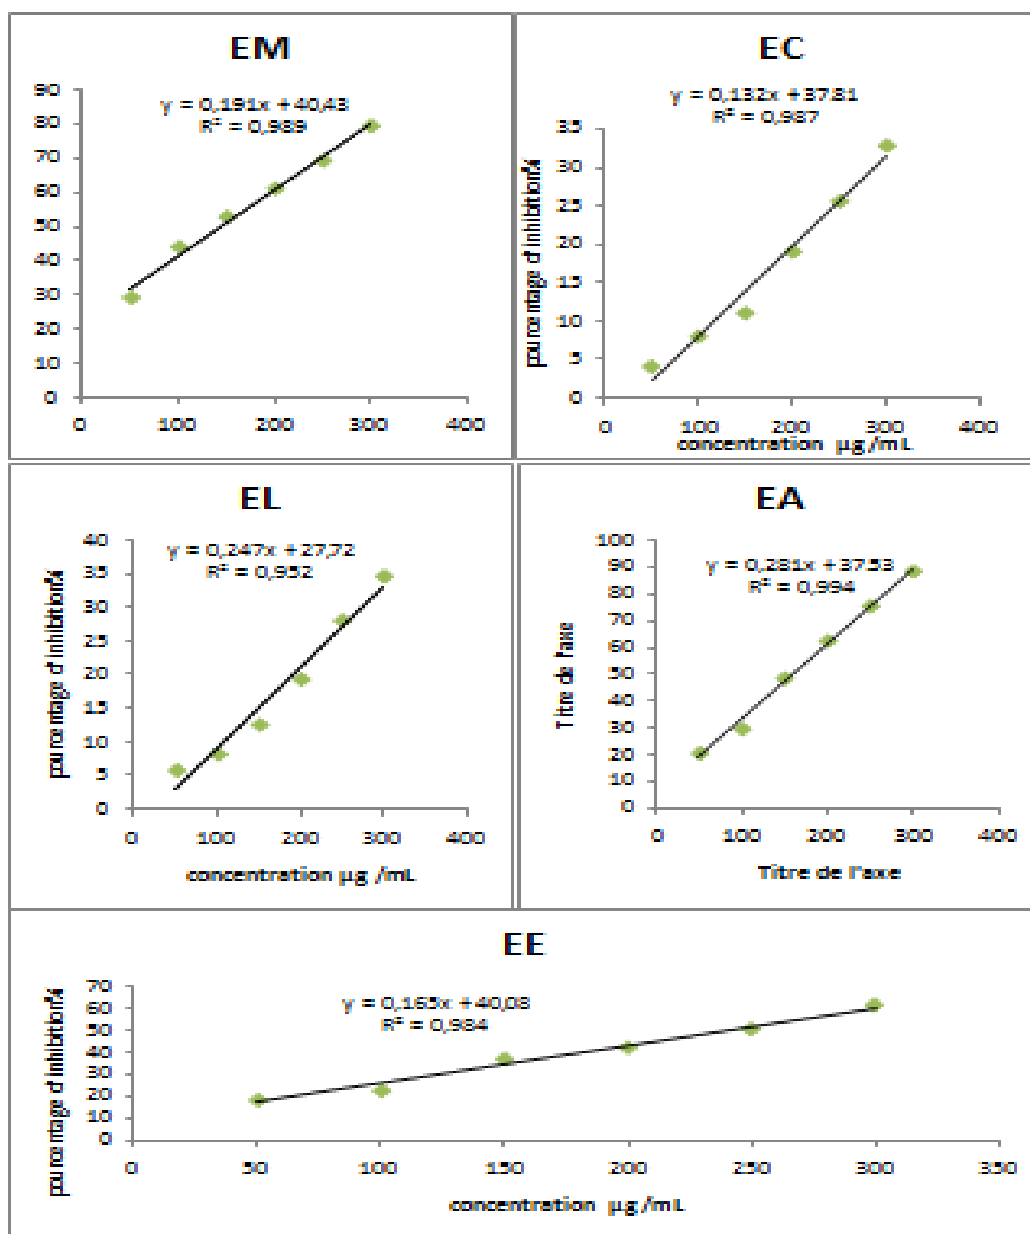 EM
y = 0,191x + 40,43
R² = 0,989
90
80
70
60
50
40
30
20
10
0
0 100 200 300 400
EC
y = 0,132x + 37,81
R² = 0,987
pourcentage d'inhibition%
35
30
25
20
15
10
5
0
0 100 200 300 400
concentration µg /mL
EL
y = 0,247x + 27,72
R² = 0,952
pourcentage d'inhibition%
40
35
30
25
20
15
10
5
0
0 100 200 300 400
concentration µg /mL
EA
y = 0,281x + 37,53
R² = 0,994
Titre de l'axe
100
90
80
70
60
50
40
30
20
10
0
0 100 200 300 400
Titre de l'axe
EE
y = 0,165x + 40,08
R² = 0,984
pourcentage d'inhibition%
70
60
50
40
30
20
10
0
0 50 100 150 200 250 300 350
concentration µg /mL